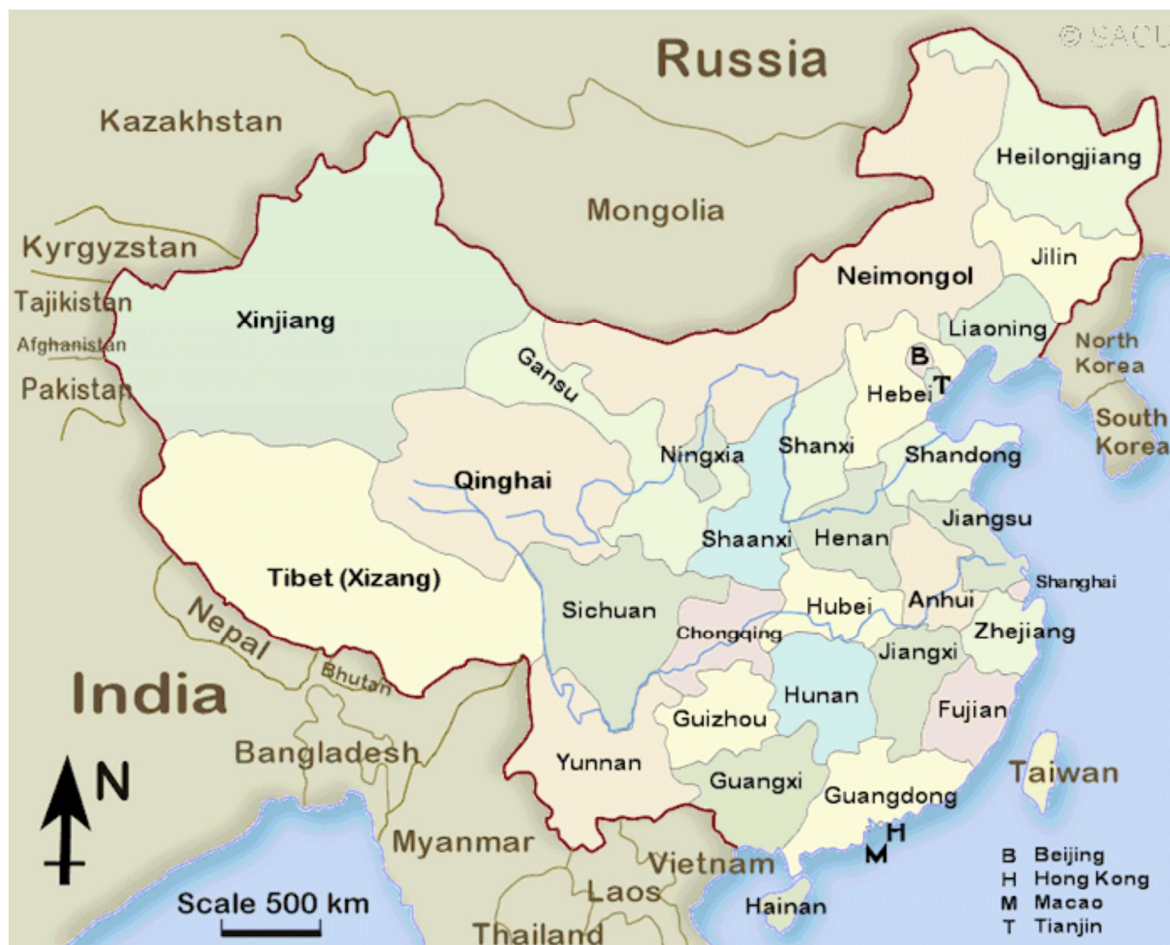 © SACU
Russia
Kazakhstan
Heilongjiang
Mongolia
Kyrgyzstan
Jilin
Neimongol
Tajikistan
Xinjiang
Liaoning
Afghanistan
North
Korea
B
Gansu
Pakistan
Hebei
T
South
Korea
Shanxi
Ningxia
Shandong
Qinghai
Jiangsu
Shaanxi
Henan
Tibet (Xizang)
Shanghai
Sichuan
Hubei
Anhui
Nepal
Chongqing
Zhejiang
Jiangxi
Bhutan
India
Hunan
Fujian
Guizhou
Bangladesh
Yunnan
Taiwan
N
Guangxi
Guangdong
H
Myanmar
M
Vietnam
B Beijing
H Hong Kong
Laos
M Macao
Scale 500 km
Hainan
T Tianjin
Thailand